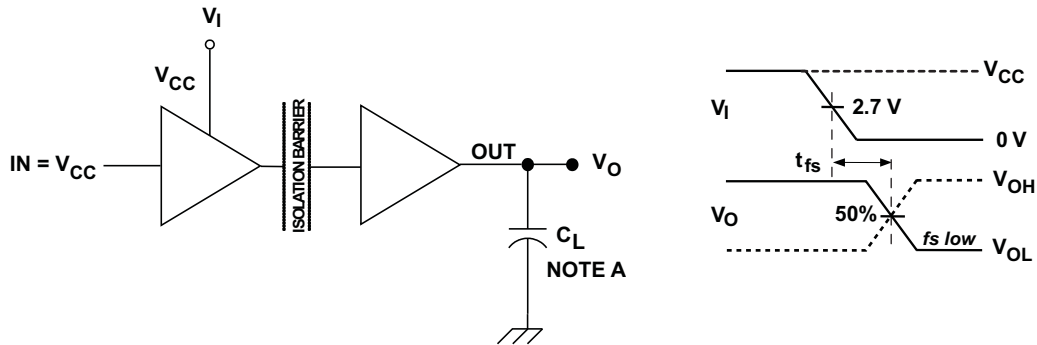 VI
VCC
IN = VCC
ISOLATION BARRIER
OUT
VO
CL
NOTE A
VCC
VI
2.7 V
0 V
tfs
VOH
VO
50%
fs low
VOL